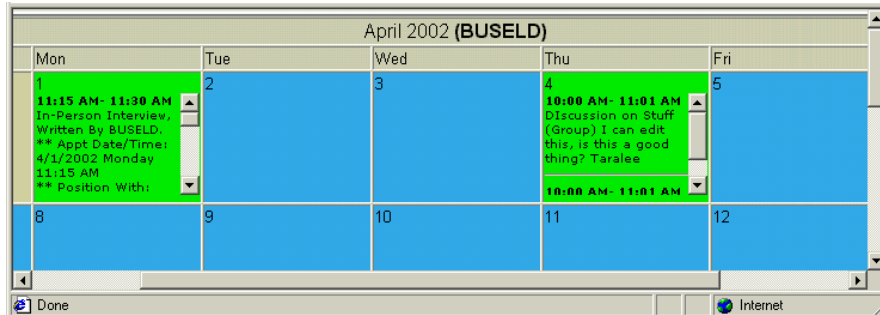 April 2002 (BUSELD)
Mon Tue Wed Thu Fri
1 2 3 4 5
11:15 AM- 11:30 AM
In-Person Interview,
Written By BUSELD.
** Appt Date/Time:
4/1/2002 Monday
11:15 AM
** Position With:
10:00 AM- 11:01 AM
DIscussion on Stuff
(Group) I can edit
this, is this a good
thing? Taralee
10:00 AM- 11:01 AM
8 9 10 11 12
Done Internet